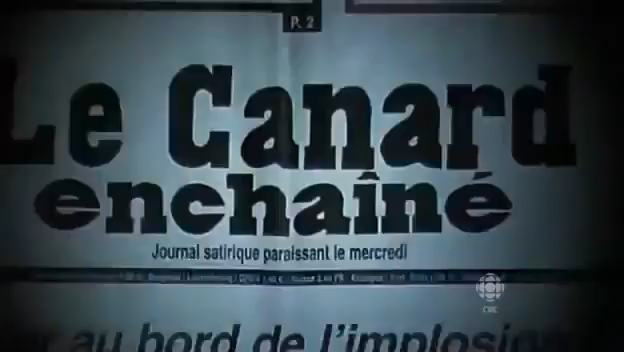 P. 2
Le Canard
enchaîné
Journal satirique paraissant le mercredi
au bord de l'implosion
CBC